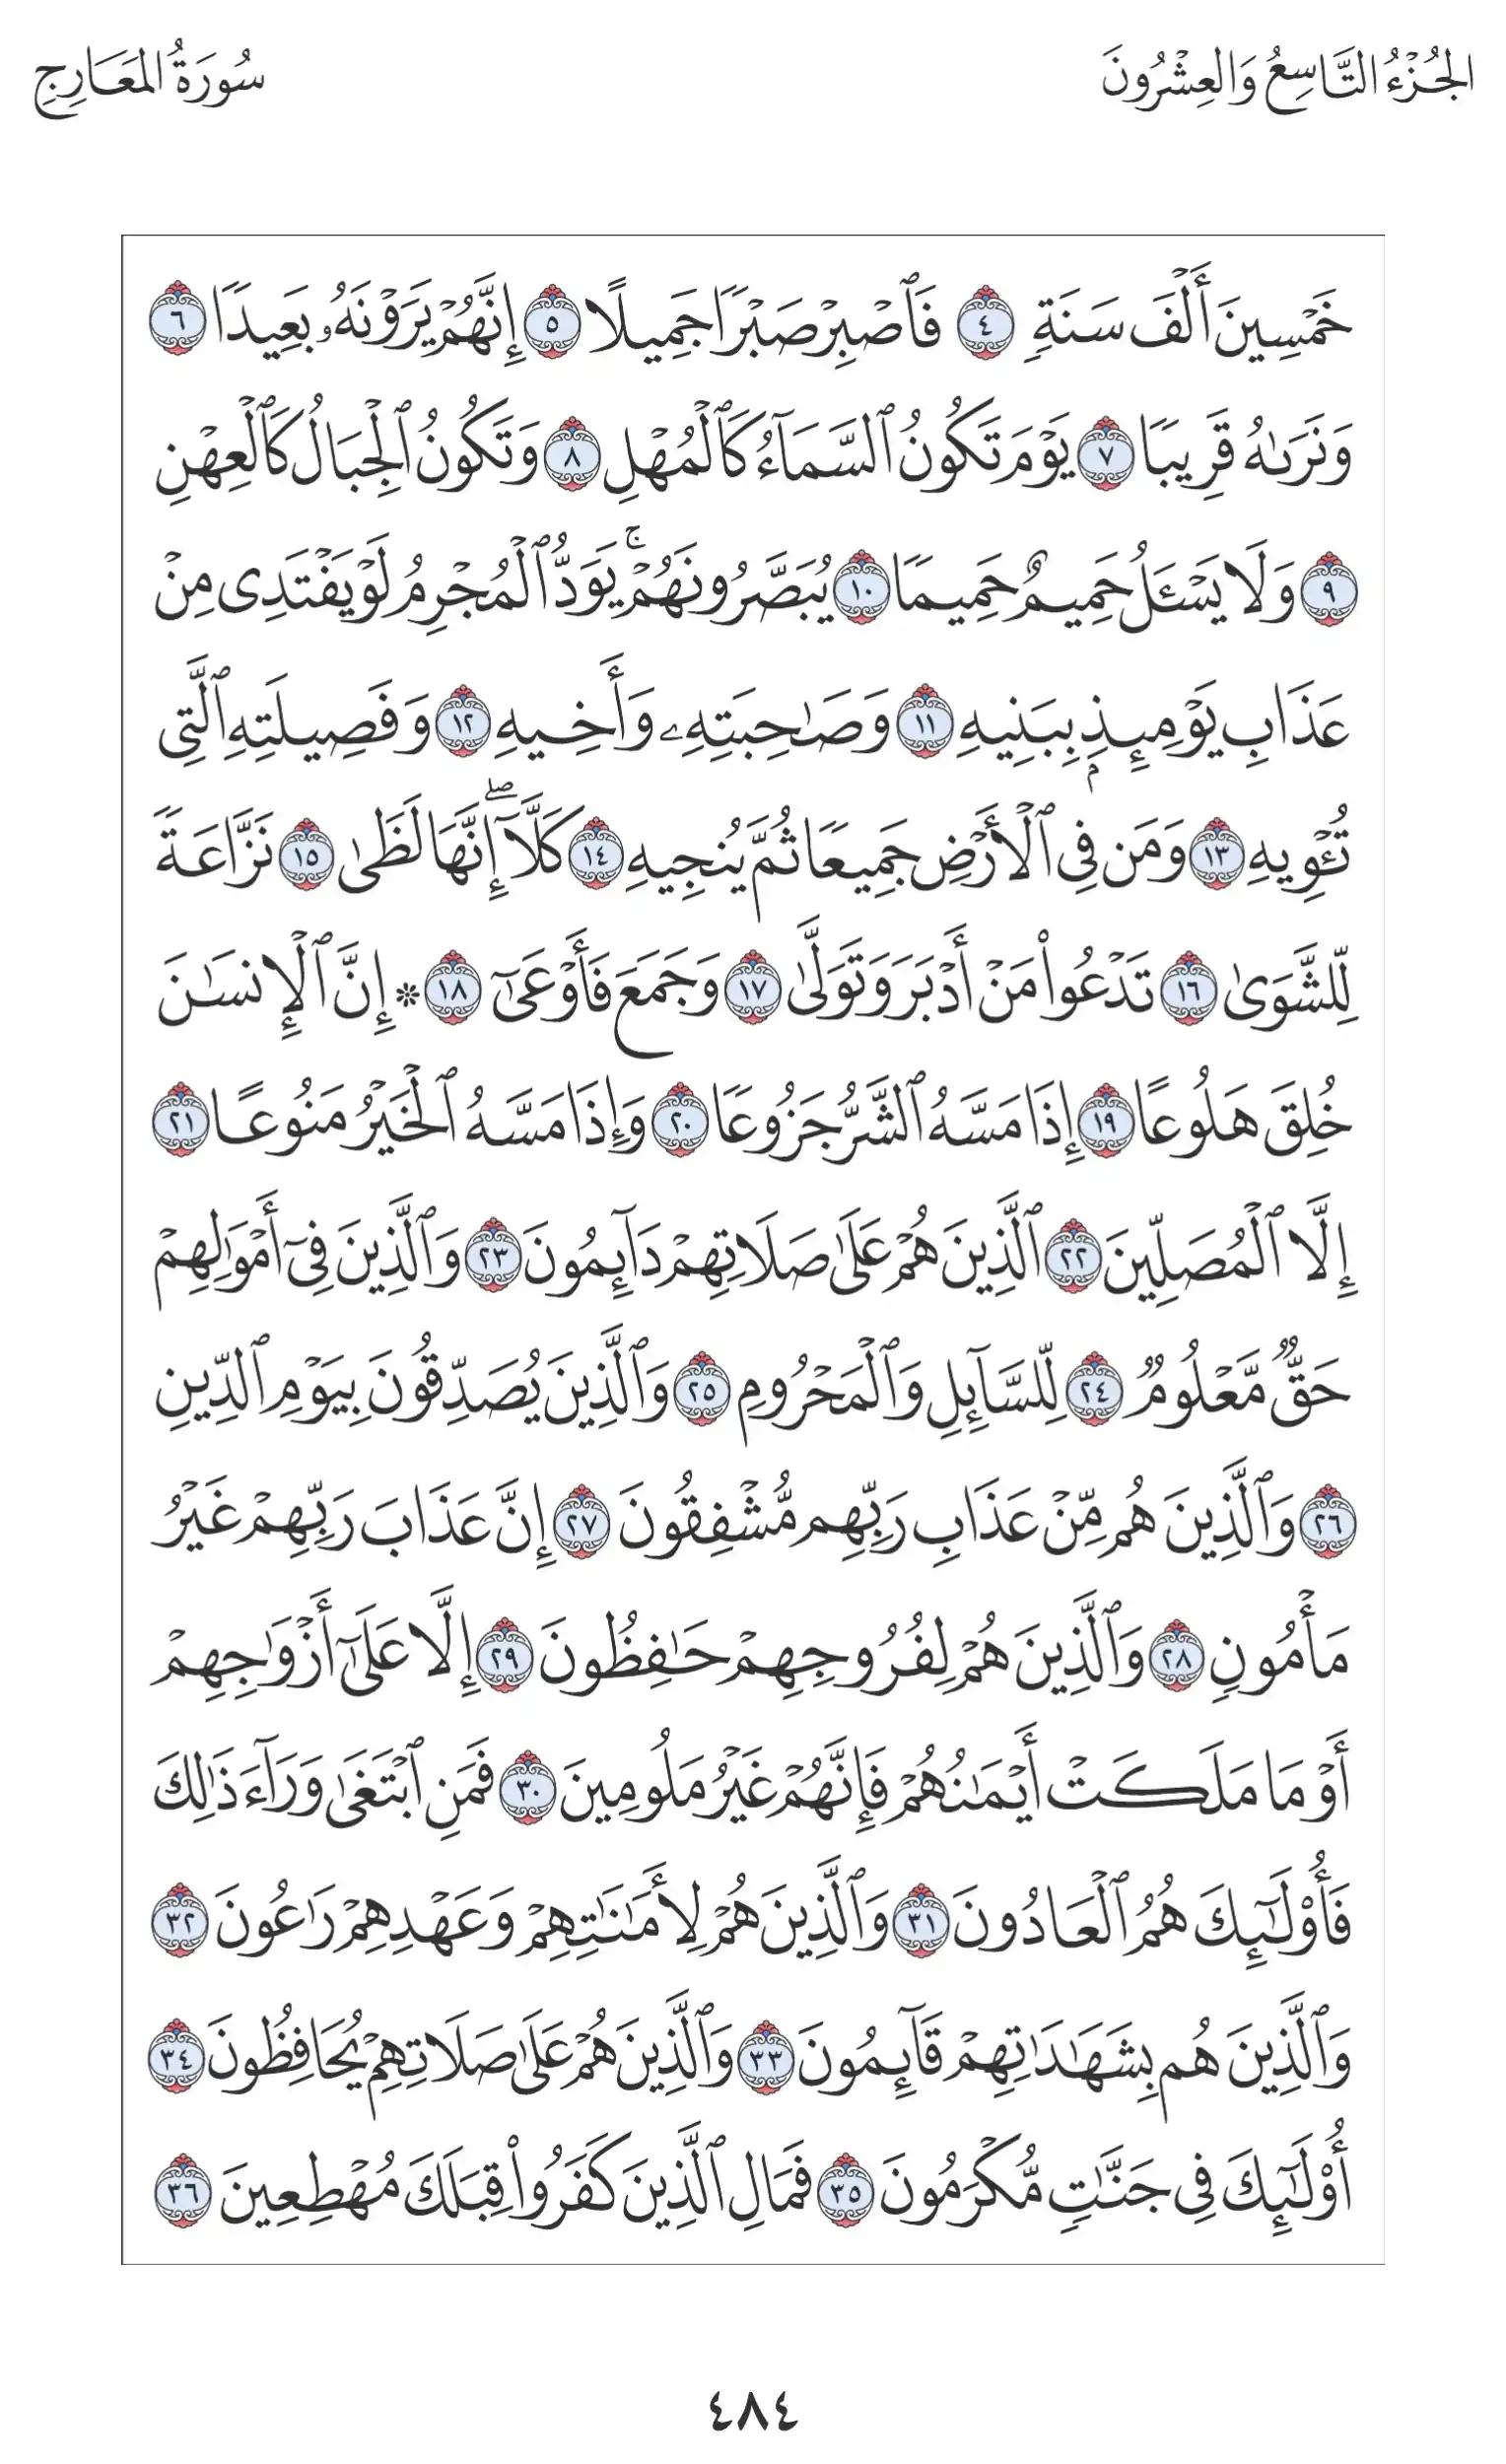 الجُزْءُ التَّاسِعُ وَالعِشْرُونَ
سُورَةُ المَعَارِجِ
خَمْسِينَ أَلْفَ سَنَةٍ ٤ فَٱصْبِرْ صَبْرًا جَمِيلًا ٥ إِنَّهُمْ يَرَوْنَهُۥ بَعِيدًا ٦
وَنَرَىٰهُ قَرِيبًا ٧ يَوْمَ تَكُونُ ٱلسَّمَآءُ كَٱلْمُهْلِ ٨ وَتَكُونُ ٱلْجِبَالُ كَٱلْعِهْنِ
٩ وَلَا يَسْـَٔلُ حَمِيمٌ حَمِيمًا ١٠ يُبَصَّرُونَهُمْ ۚ يَوَدُّ ٱلْمُجْرِمُ لَوْ يَفْتَدِى مِنْ
عَذَابِ يَوْمِئِذٍۭ بِبَنِيهِ ١١ وَصَـٰحِبَتِهِۦ وَأَخِيهِ ١٢ وَفَصِيلَتِهِ ٱلَّتِى
تُـْٔوِيهِ ١٣ وَمَن فِى ٱلْأَرْضِ جَمِيعًا ثُمَّ يُنجِيهِ ١٤ كَلَّآ ۖ إِنَّهَا لَظَىٰ ١٥ نَزَّاعَةً
لِّلشَّوَىٰ ١٦ تَدْعُوا۟ مَنْ أَدْبَرَ وَتَوَلَّىٰ ١٧ وَجَمَعَ فَأَوْعَىٰٓ ١٨ * إِنَّ ٱلْإِنسَـٰنَ
خُلِقَ هَلُوعًا ١٩ إِذَا مَسَّهُ ٱلشَّرُّ جَزُوعًا ٢٠ وَإِذَا مَسَّهُ ٱلْخَيْرُ مَنُوعًا ٢١
إِلَّا ٱلْمُصَلِّينَ ٢٢ ٱلَّذِينَ هُمْ عَلَىٰ صَلَاتِهِمْ دَآئِمُونَ ٢٣ وَٱلَّذِينَ فِىٓ أَمْوَٰلِهِمْ
حَقٌّ مَّعْلُومٌ ٢٤ لِّلسَّآئِلِ وَٱلْمَحْرُومِ ٢٥ وَٱلَّذِينَ يُصَدِّقُونَ بِيَوْمِ ٱلدِّينِ
٢٦ وَٱلَّذِينَ هُم مِّنْ عَذَابِ رَبِّهِم مُّشْفِقُونَ ٢٧ إِنَّ عَذَابَ رَبِّهِمْ غَيْرُ
مَأْمُونٍ ٢٨ وَٱلَّذِينَ هُمْ لِفُرُوجِهِمْ حَـٰفِظُونَ ٢٩ إِلَّا عَلَىٰٓ أَزْوَٰجِهِمْ
أَوْ مَا مَلَكَتْ أَيْمَـٰنُهُمْ فَإِنَّهُمْ غَيْرُ مَلُومِينَ ٣٠ فَمَنِ ٱبْتَغَىٰ وَرَآءَ ذَٰلِكَ
فَأُو۟لَـٰٓئِكَ هُمُ ٱلْعَادُونَ ٣١ وَٱلَّذِينَ هُمْ لِأَمَـٰنَـٰتِهِمْ وَعَهْدِهِمْ رَٰعُونَ ٣٢
وَٱلَّذِينَ هُم بِشَهَـٰدَٰتِهِمْ قَآئِمُونَ ٣٣ وَٱلَّذِينَ هُمْ عَلَىٰ صَلَاتِهِمْ يُحَافِظُونَ ٣٤
أُو۟لَـٰٓئِكَ فِى جَنَّـٰتٍ مُّكْرَمُونَ ٣٥ فَمَالِ ٱلَّذِينَ كَفَرُوا۟ قِبَلَكَ مُهْطِعِينَ ٣٦
٤٨٤